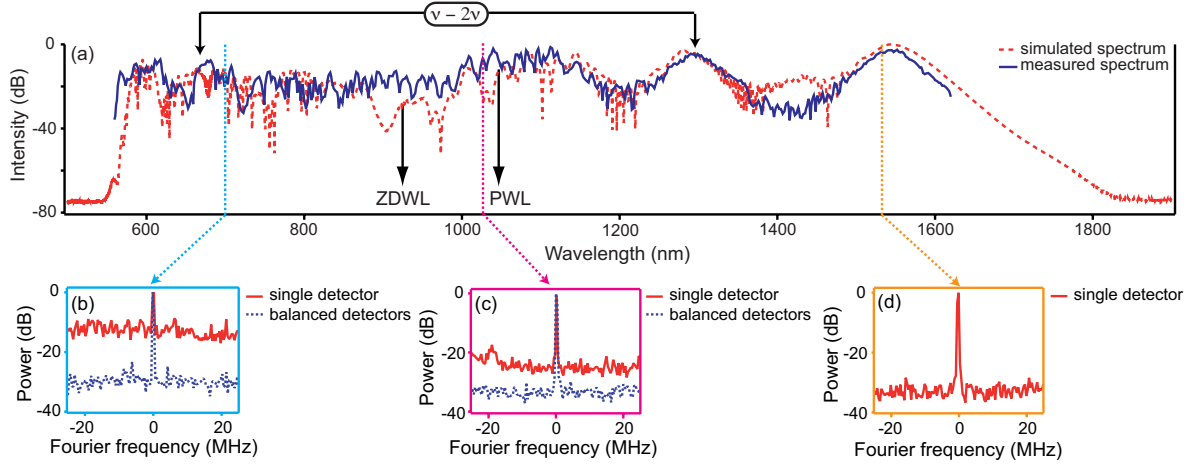 ν – 2ν
(a)
simulated spectrum
measured spectrum
Intensity (dB)
0
-40
-80
ZDWL
PWL
600
800
1000
1200
1400
1600
1800
Wavelength (nm)
(b)
single detector
balanced detectors
Power (dB)
0
-20
-40
-20
0
20
Fourier frequency (MHz)
(c)
single detector
balanced detectors
Power (dB)
0
-20
-40
-20
0
20
Fourier frequency (MHz)
(d)
single detector
Power (dB)
0
-20
-40
-20
0
20
Fourier frequency (MHz)